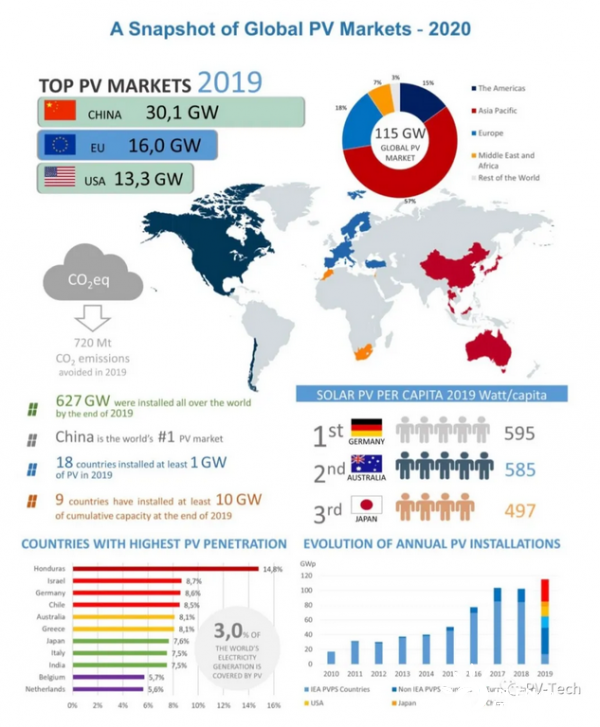 A Snapshot of Global PV Markets - 2020
TOP PV MARKETS 2019
CHINA 30,1 GW
EU 16,0 GW
USA 13,3 GW
7%
3%
15%
18%
57%
115 GW
GLOBAL PV
MARKET
The Americas
Asia Pacific
Europe
Middle East and
Africa
Rest of the World
CO2eq
720 Mt
CO2 emissions
avoided in 2019
627 GW were installed all over the world
by the end of 2019
China is the world's #1 PV market
18 countries installed at least 1 GW
of PV in 2019
9 countries have installed at least 10 GW
of cumulative capacity at the end of 2019
SOLAR PV PER CAPITA 2019 Watt/capita
1st GERMANY 595
2nd AUSTRALIA 585
3rd JAPAN 497
COUNTRIES WITH HIGHEST PV PENETRATION
Honduras 14,8%
Israel 8,7%
Germany 8,6%
Chile 8,5%
Australia 8,1%
Greece 8,1%
Japan 7,6%
Italy 7,5%
India 7,5%
Belgium 5,7%
Netherlands 5,6%
0% 2% 4% 6% 8% 10% 12% 14% 16%
3,0% OF
THE WORLD'S
ELECTRICITY
GENERATION IS
COVERED BY PV
EVOLUTION OF ANNUAL PV INSTALLATIONS
GWp
120
100
80
60
40
20
0
2010 2011 2012 2013 2014 2015 2016 2017 2018 2019
IEA PVPS Countries
Non IEA PVPS
USA
Japan
PV-Tech